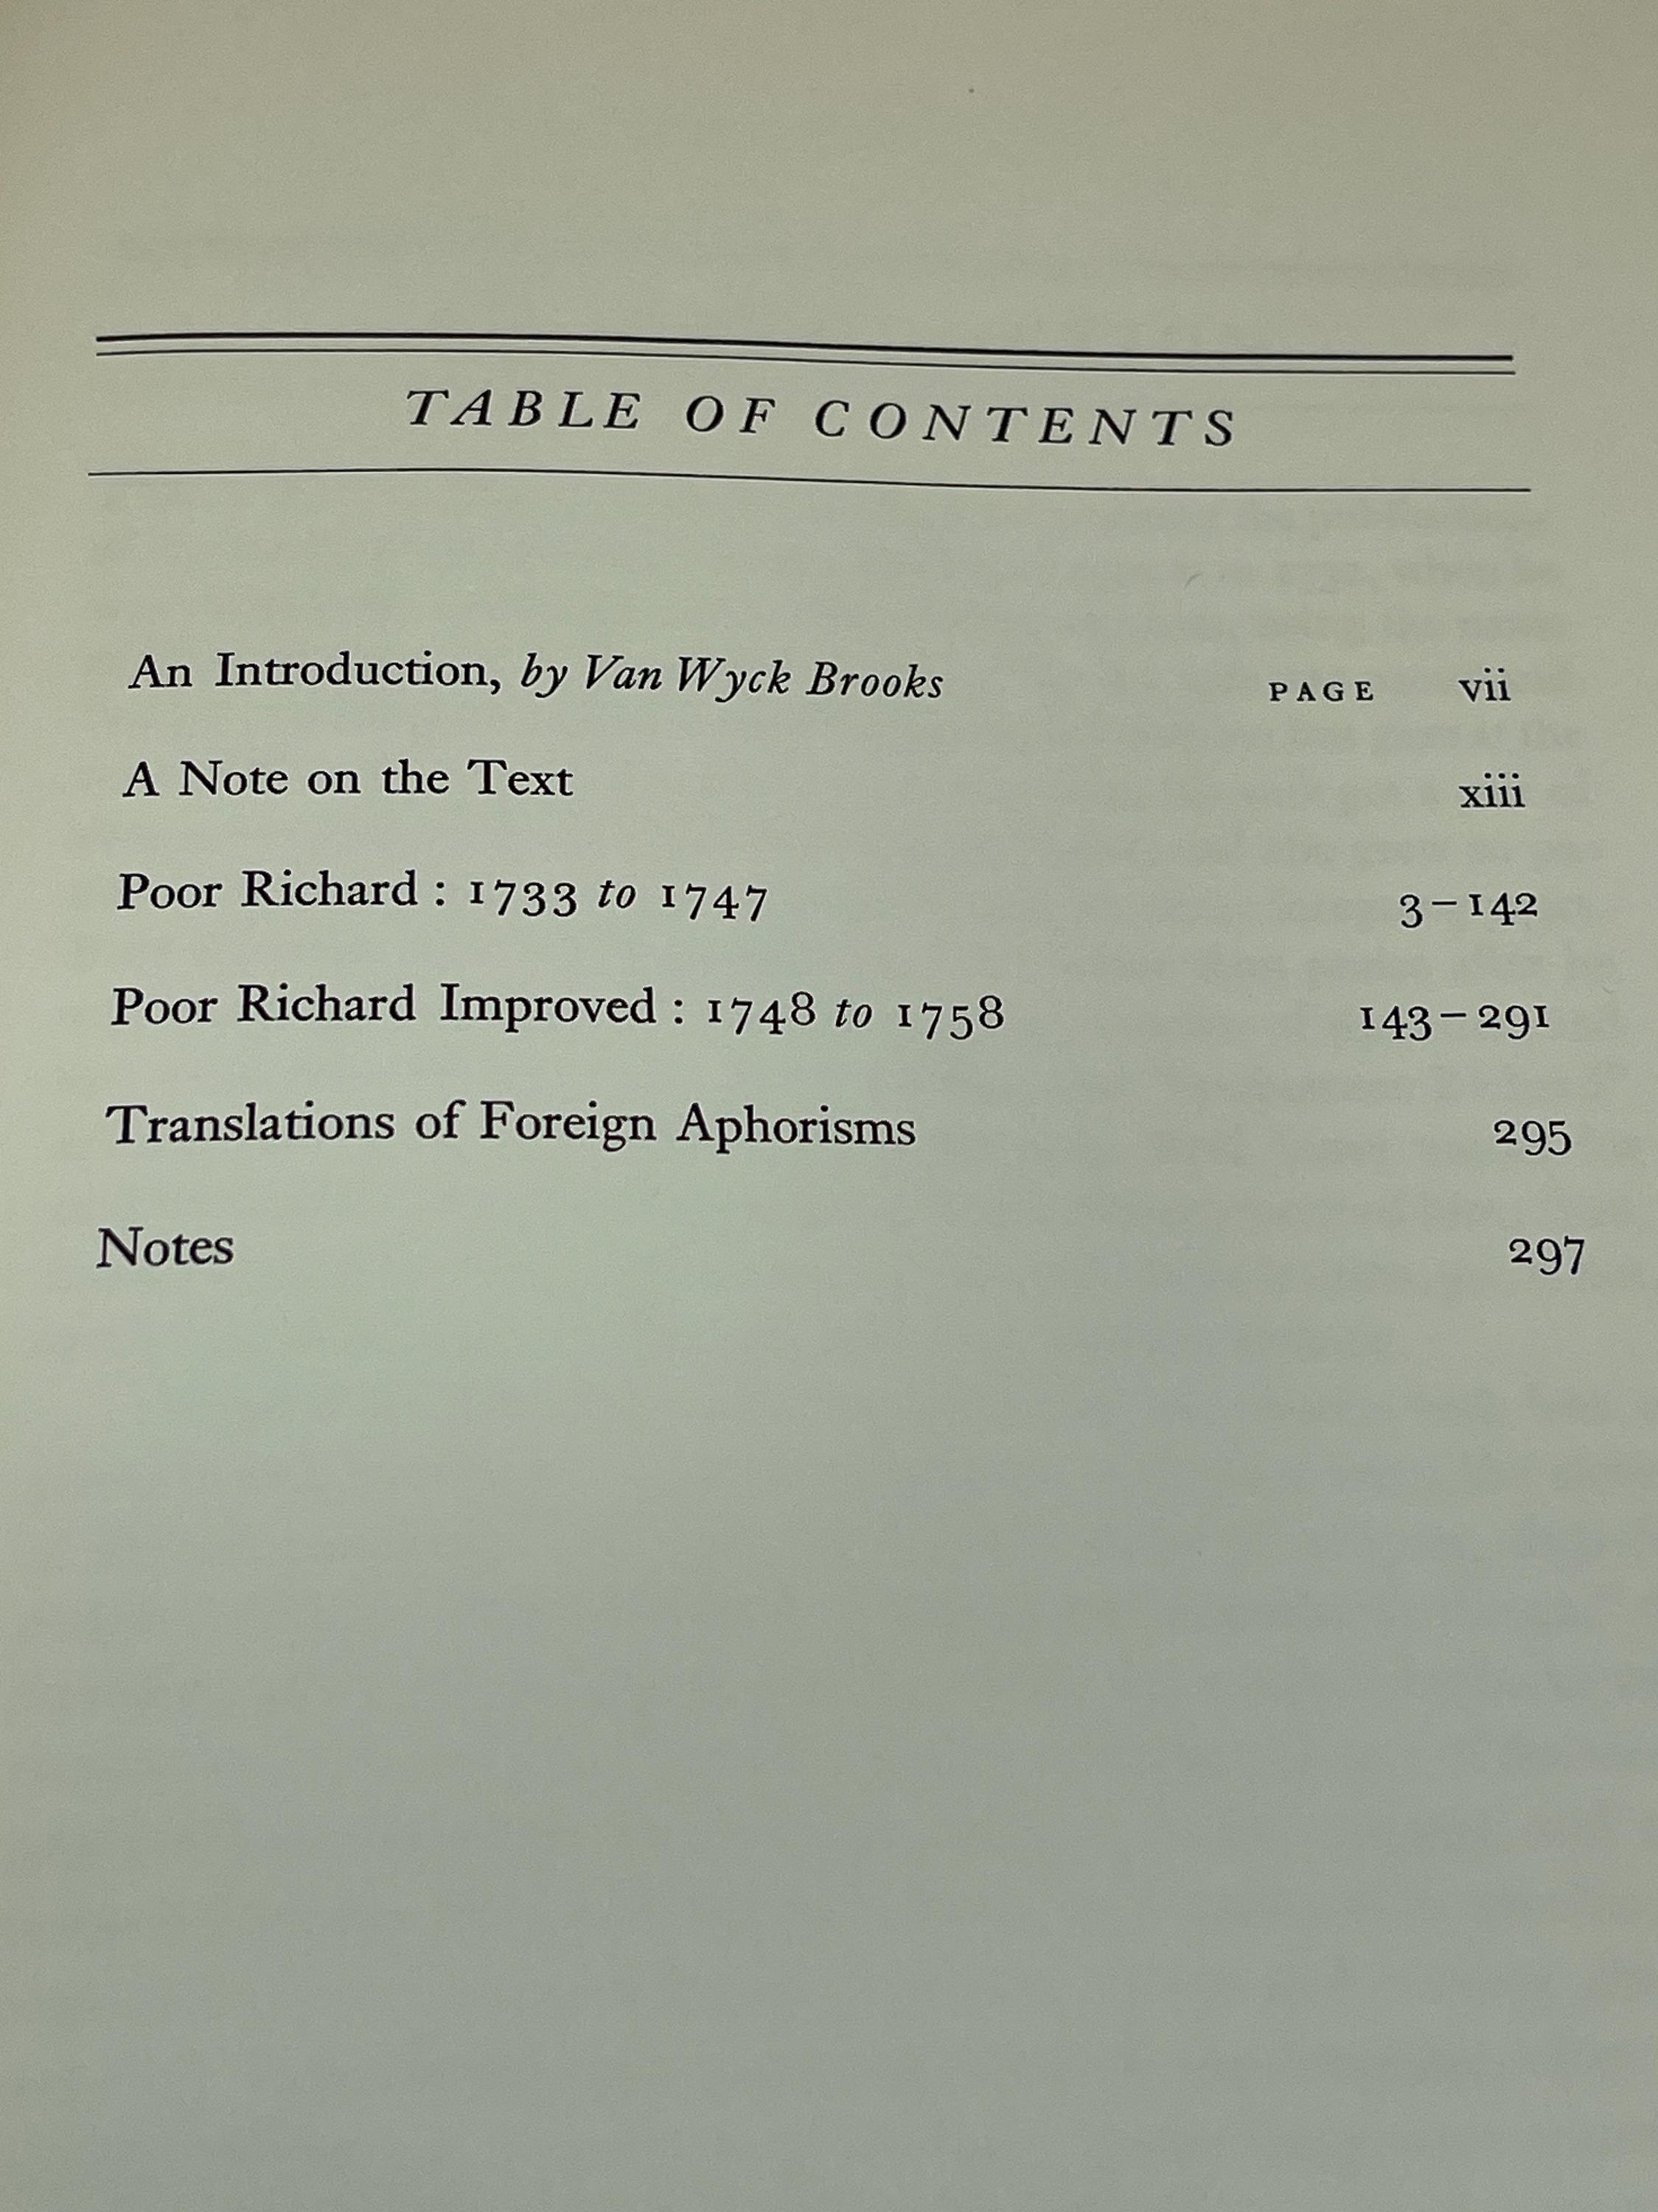 TABLE OF CONTENTS
An Introduction, by Van Wyck Brooks PAGE vii
A Note on the Text xiii
Poor Richard : 1733 to 1747 3–142
Poor Richard Improved : 1748 to 1758 143–291
Translations of Foreign Aphorisms 295
Notes 297